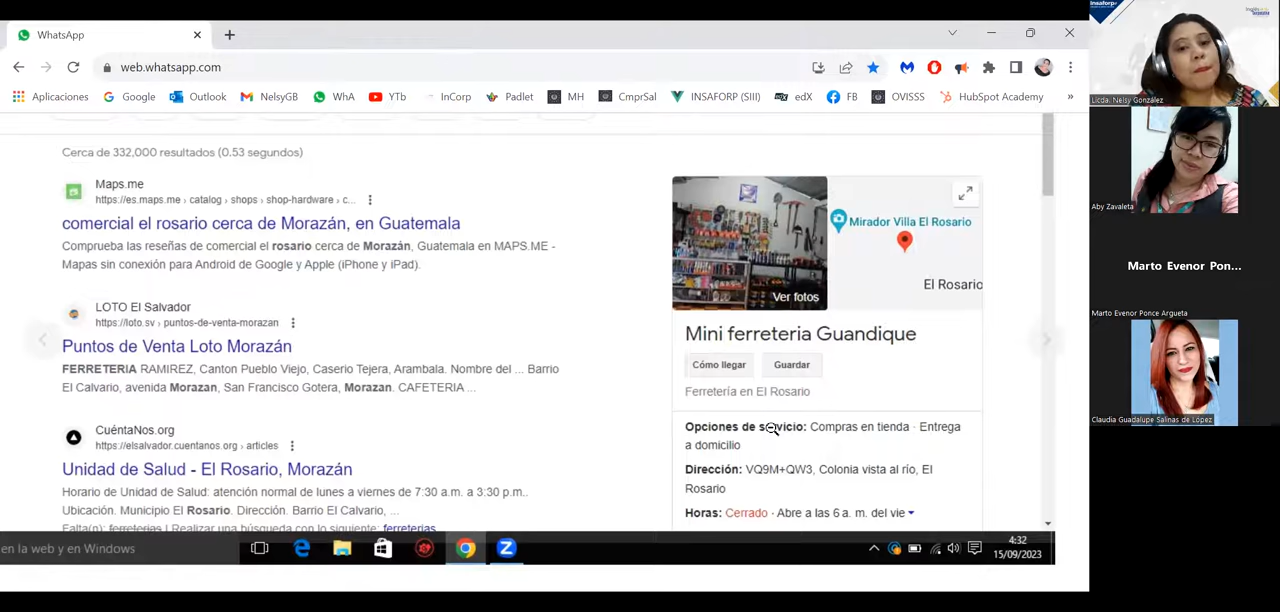 WhatsApp
web.whatsapp.com
Aplicaciones
Google
Outlook
NelsyGB
WhA
YTb
InCorp
Padlet
MH
CmprSal
INSAFORP (SIII)
edX
FB
OVISSS
HubSpot Academy
»
Cerca de 332,000 resultados (0.53 segundos)
Maps.me
https://es.maps.me › catalog › shops › shop-hardware › c...
comercial el rosario cerca de Morazán, en Guatemala
Comprueba las reseñas de comercial el rosario cerca de Morazán, Guatemala en MAPS.ME -
Mapas sin conexión para Android de Google y Apple (iPhone y iPad).
LOTO El Salvador
https://loto.sv › puntos-de-venta-morazan
Puntos de Venta Loto Morazán
FERRETERIA RAMIREZ, Canton Pueblo Viejo, Caserio Tejera, Arambala. Nombre del ... Barrio
El Calvario, avenida Morazan, San Francisco Gotera, Morazan. CAFETERIA ...
CuéntaNos.org
https://elsalvador.cuentanos.org › articles
Unidad de Salud - El Rosario, Morazán
Horario de Unidad de Salud: atención normal de lunes a viernes de 7:30 a.m. a 3:30 p.m..
Ubicación. Municipio El Rosario. Dirección. Barrio El Calvario, ...
Falta(n): ferreterias | Realizar una búsqueda con lo siguiente: ferreterias
Ver fotos
Mirador Villa El Rosario
El Rosario
Mini ferreteria Guandique
Cómo llegar
Guardar
Ferretería en El Rosario
Opciones de servicio: Compras en tienda · Entrega
a domicilio
Dirección: VQ9M+QW3, Colonia vista al río, El
Rosario
Horas: Cerrado · Abre a las 6 a. m. del vie
en la web y en Windows
4:32
15/09/2023
Insaforp
Licda. Nelsy González
Aby Zavaleta
Marto Evenor Pon...
Marto Evenor Ponce Argueta
Claudia Guadalupe Salinas de López